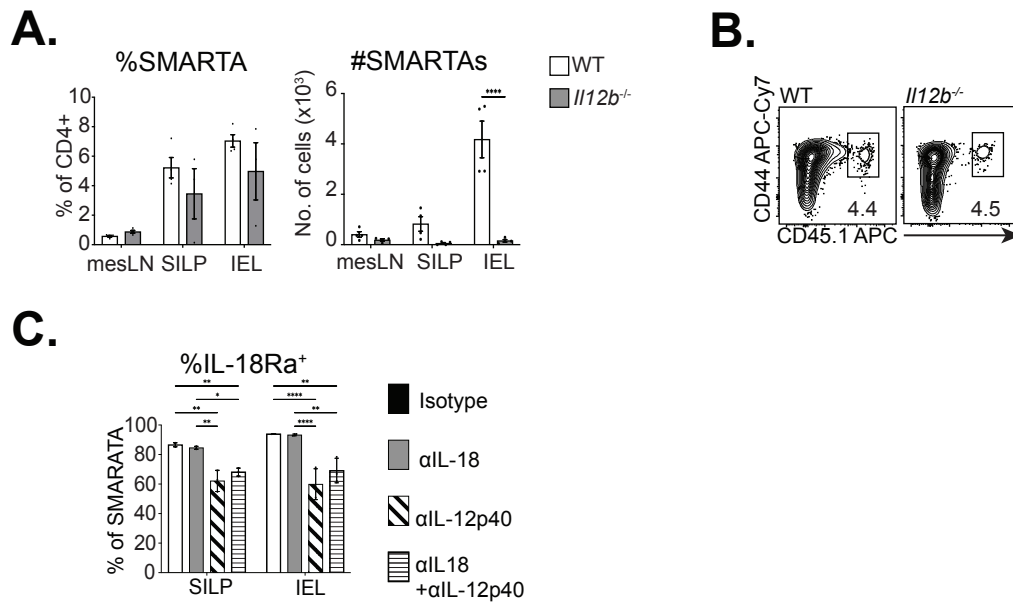 A.
%SMARTA
% of CD4+
10
8
6
4
2
0
mesLN SILP IEL
#SMARTAs
No. of cells (x10³)
6
4
2
0
****
mesLN SILP IEL
WT
Il12b-/-
B.
WT
Il12b-/-
CD44 APC-Cy7
4.4
4.5
CD45.1 APC
C.
%IL-18Ra⁺
% of SMARATA
100
80
60
40
20
0
** **
* ****
** **
** ****
SILP IEL
Isotype
αIL-18
αIL-12p40
αIL18
+αIL-12p40